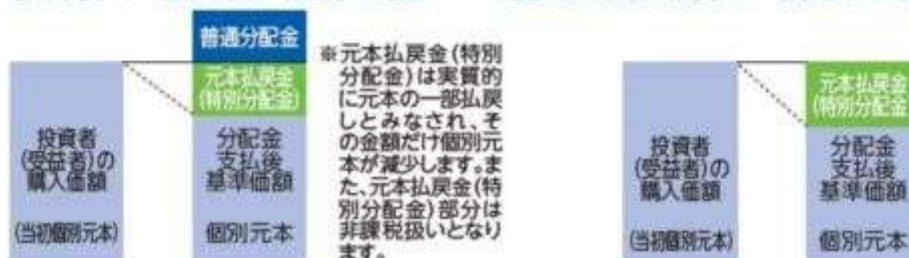 普通分配金
元本払戻金
(特別分配金)
投資者
(受益者)の
購入価額
(当初個別元本)
分配金
支払後
基準価額
個別元本
※元本払戻金(特別
分配金)は実質的
に元本の一部払戻
しとみなされ、そ
の金額だけ個別元
本が減少します。ま
た、元本払戻金(特
別分配金)部分は
非課税扱いとなり
ます。
投資者
(受益者)の
購入価額
(当初個別元本)
元本払戻金
(特別分配金
分配金
支払後
基準価額
個別元本